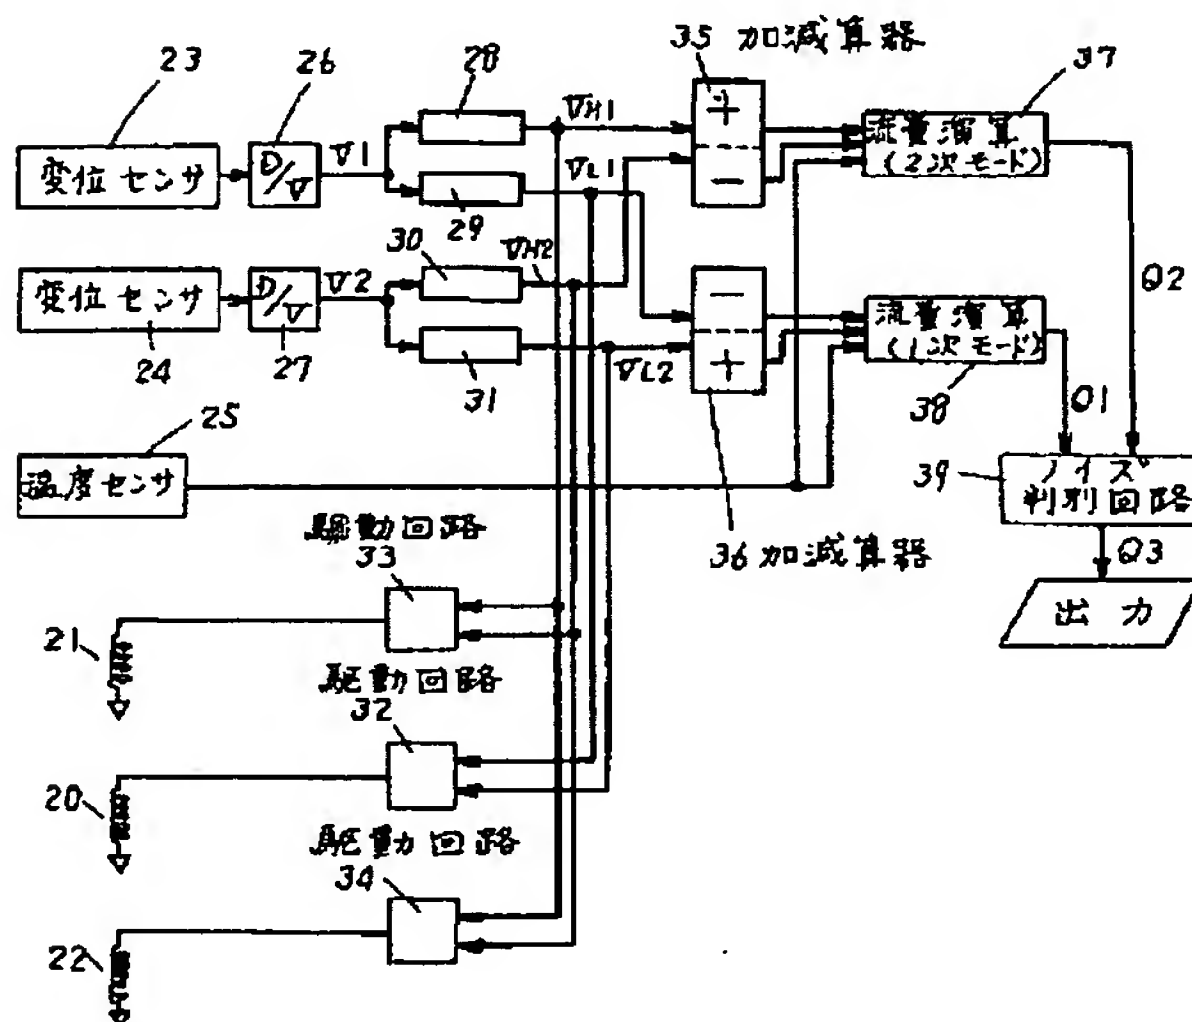 35 加減算器
23
26
28
37
変位センサ
D/V
V1
VH1
VL1
+
−
流量演算
(2次モード)
29
30
VH2
変位センサ
D/V
V2
−
+
流量演算
(1次モード)
Q2
24
27
31
VL2
38
Q1
25
温度センサ
39
ノイズ
判別回路
36 加減算器
Q3
出力
駆動回路
33
21
駆動回路
32
20
駆動回路
34
22